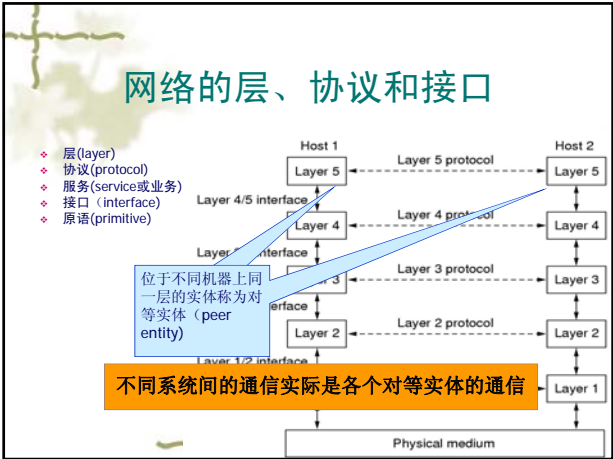 网络的层、协议和接口
层(layer)
协议(protocol)
服务(service或业务)
接口（interface)
原语(primitive)
Host 1
Host 2
Layer 5
Layer 5 protocol
Layer 5
Layer 4/5 interface
Layer 4
Layer 4 protocol
Layer 4
Layer
erface
位于不同机器上同
一层的实体称为对
等实体（peer
entity)
3
Layer 3 protocol
Layer 3
erface
Layer 2
Layer 2 protocol
Layer 2
Layer 1/2 interface
不同系统间的通信实际是各个对等实体的通信
Layer 1
Physical medium